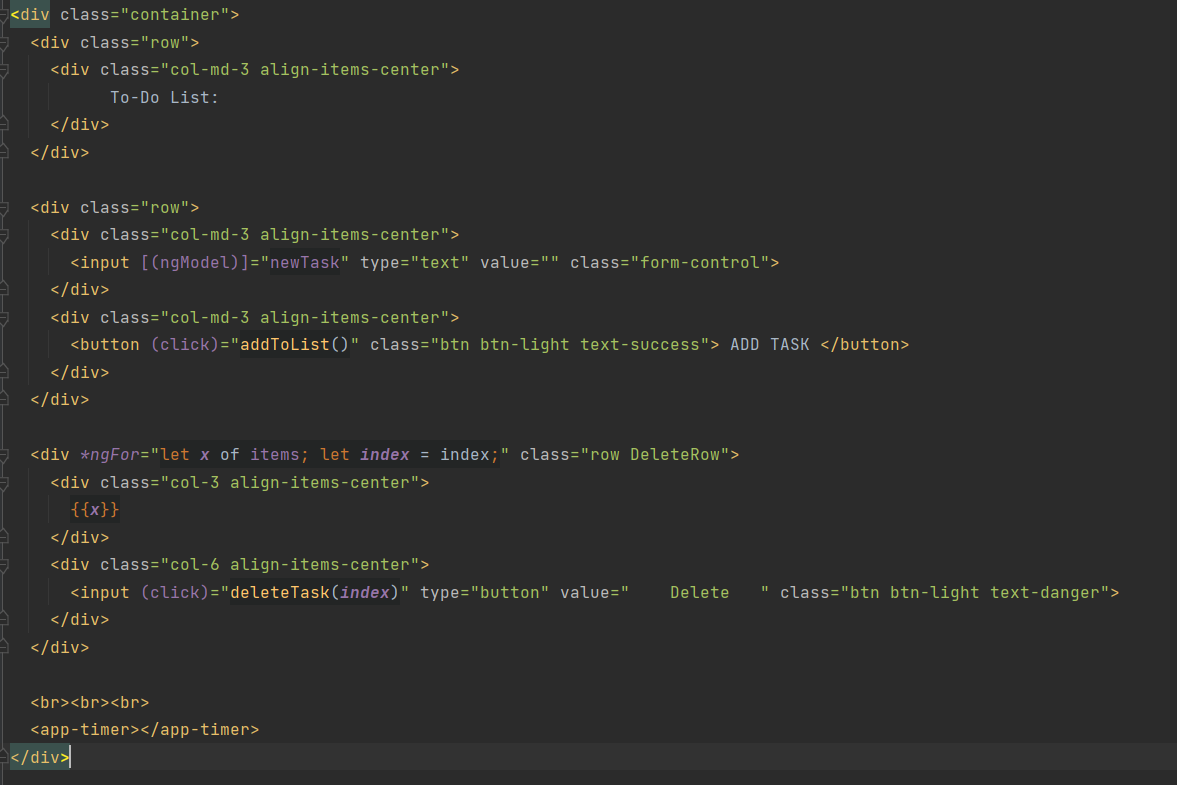 <div class="container">
  <div class="row">
    <div class="col-md-3 align-items-center">
          To-Do List:
    </div>
  </div>

  <div class="row">
    <div class="col-md-3 align-items-center">
      <input [(ngModel)]="newTask" type="text" value="" class="form-control">
    </div>
    <div class="col-md-3 align-items-center">
      <button (click)="addToList()" class="btn btn-light text-success"> ADD TASK </button>
    </div>
  </div>

  <div *ngFor="let x of items; let index = index;" class="row DeleteRow">
    <div class="col-3 align-items-center">
      {{x}}
    </div>
    <div class="col-6 align-items-center">
      <input (click)="deleteTask(index)" type="button" value="    Delete   " class="btn btn-light text-danger">
    </div>
  </div>

  <br><br><br>
  <app-timer></app-timer>
</div>